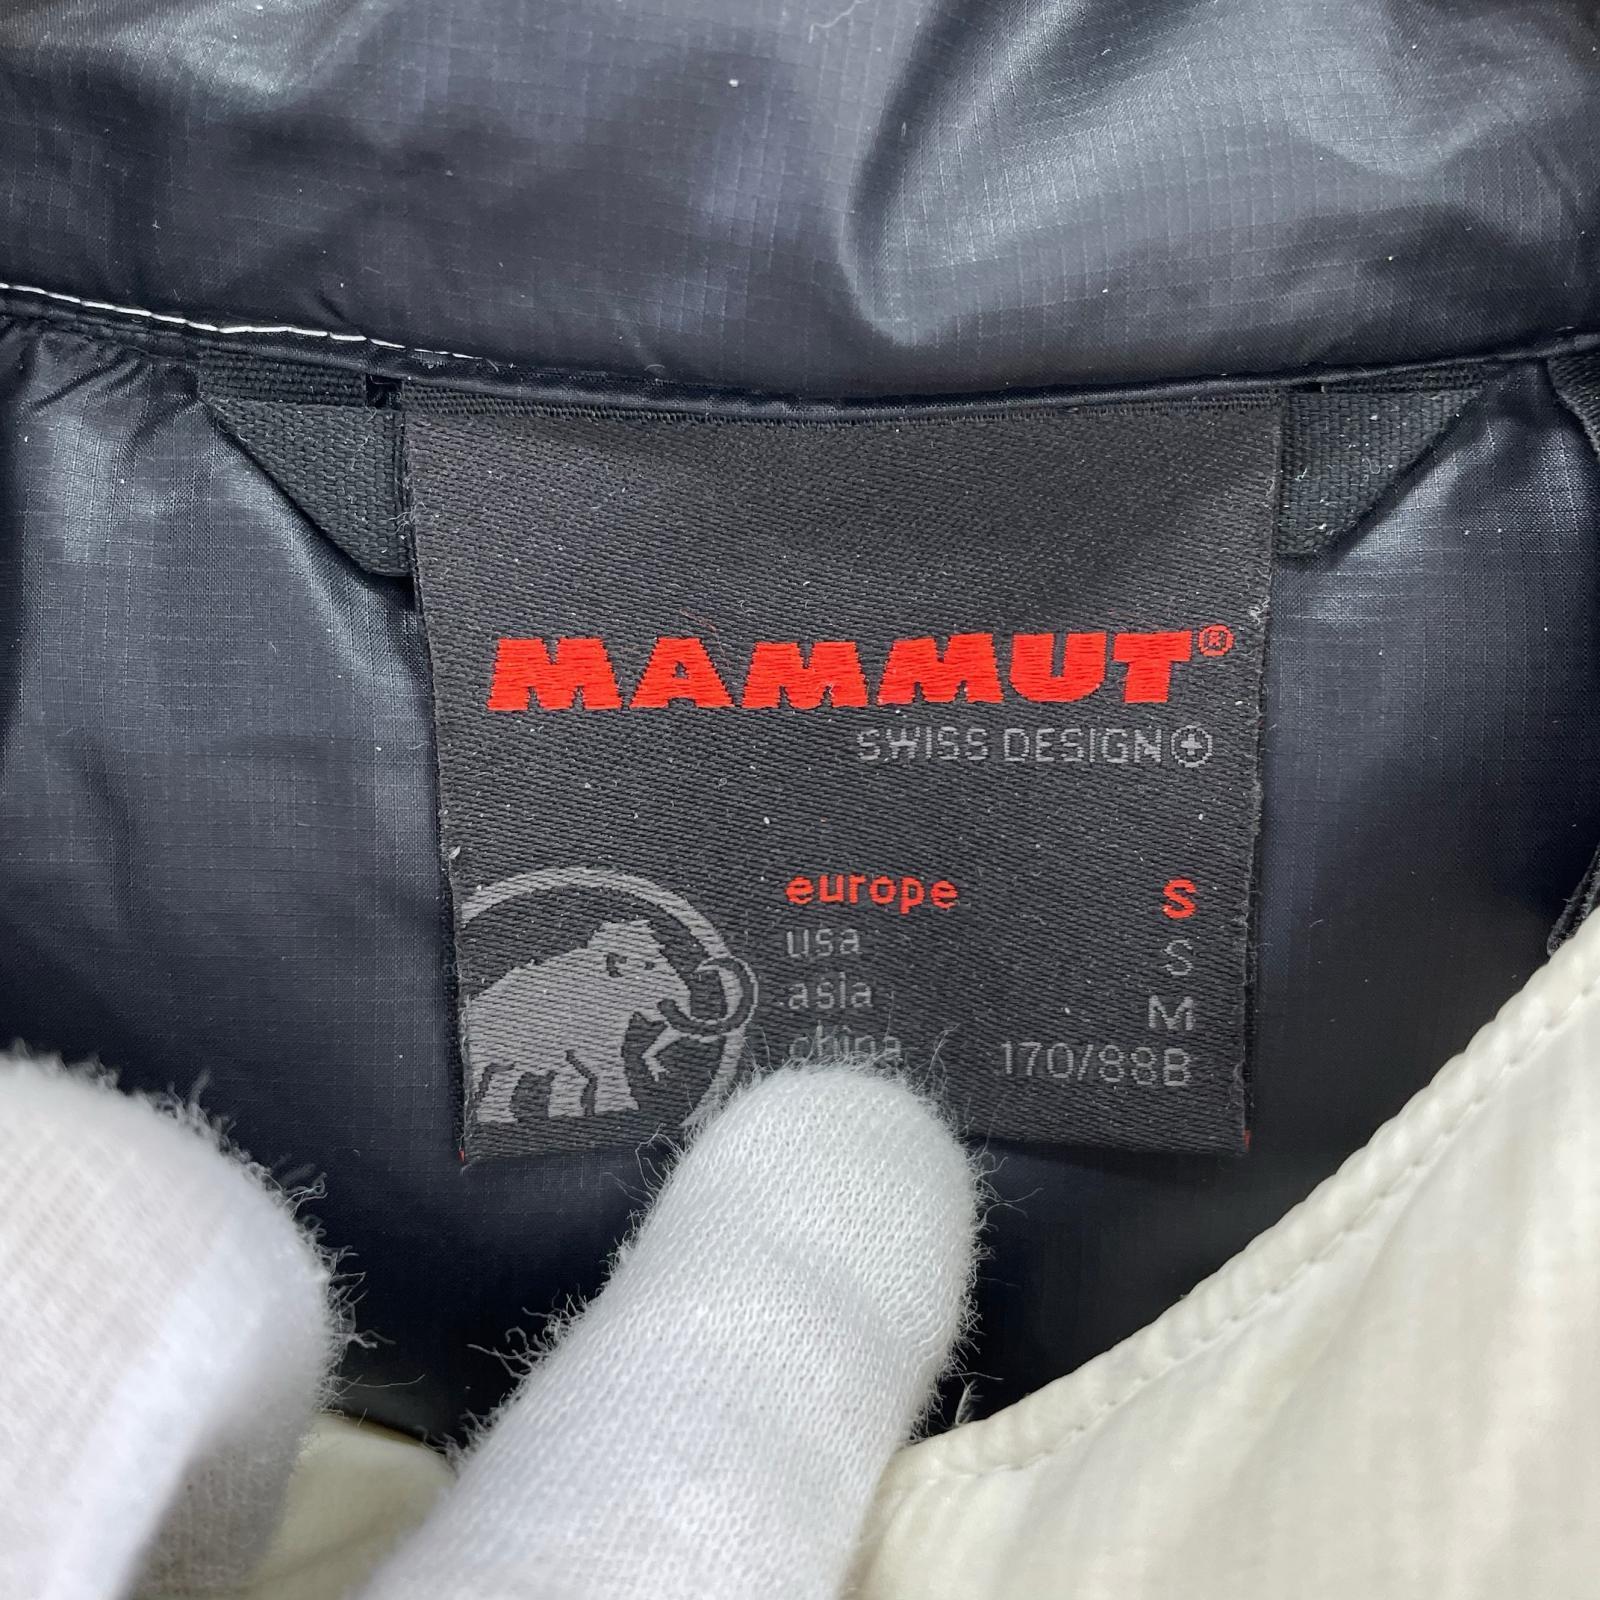 MAMMUT®
SWISS DESIGN
europe S
usa S
asia M
china 170/88B